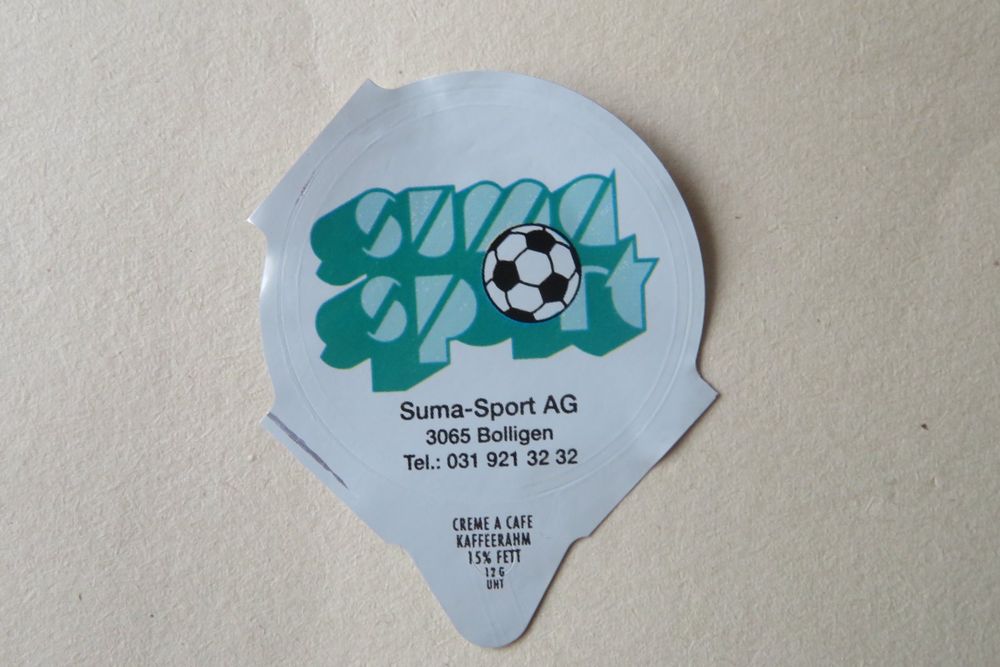 suma
sport
Suma-Sport AG
3065 Bolligen
Tel.: 031 921 32 32
CREME A CAFE
KAFFEERAHM
15% FETT
12 G
UHT